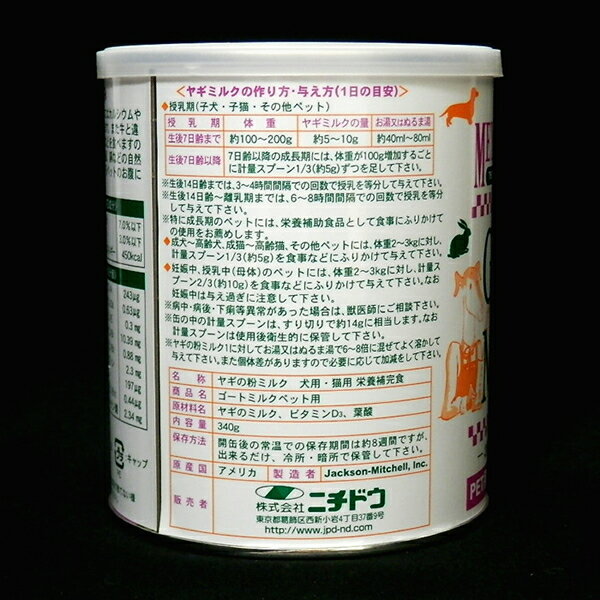 ＜ヤギミルクの作り方・与え方(1日の目安)＞
◆授乳期(子犬・子猫・その他ペット)
授乳期 体重 ヤギミルクの量 お湯又はぬるま湯
生後7日齢まで 約100～200g 約5～10g 約40ml～80ml
生後7日齢以降 7日齢以降の成長期には、体重が100g増加するごと
に計量スプーン1/3(約5g)ずつを足して下さい。
※生後14日齢までは、3～4時間間隔での回数で授乳を等分して与えて下さい。
※生後14日齢～離乳期までは、6～8時間間隔での回数で授乳を等分
して与えて下さい。
※特に成長期のペットには、栄養補助食品として食事にふりかけ
ての使用をお薦めします。
◆成犬～高齢犬、成猫～高齢猫、その他ペットには、体重2～3kgに対し、
計量スプーン1/3(約5g)を食事などにふりかけて与えて下さい。
◆妊娠中、授乳中(母体)のペットには、体重2～3kgに対し、計量ス
プーン2/3(約10g)を食事などにふりかけて与えて下さい。なお
妊娠中は与え過ぎに注意して下さい。
※病中・病後・下痢等異常があった場合は、獣医師にご相談下さい。
※缶の中の計量スプーンは、すり切りで約14gに相当します。なお
計量スプーンは使用後衛生的に保管して下さい。
※ヤギの粉ミルク1に対してお湯又はぬるま湯で6～8倍に混ぜてよく溶かして
与えて下さい。また個体差がありますので必要に応じて加減をして下さい。
名称 ヤギの粉ミルク 犬用・猫用 栄養補完食
商品名 ゴートミルクペット用
原材料名 ヤギのミルク、ビタミンD₃、葉酸
内容量 340g
保存方法 開缶後の常温での保存期間は約8週間ですが、
出来るだけ、冷所・暗所で保管して下さい。
原産国 アメリカ 製造者 Jackson-Mitchell, Inc.
販売者 株式会社 ニチドウ
東京都葛飾区西新小岩4丁目37番9号
http://www.jpd-nd.com/
7.0%以下
3.0%以下
450kcal
243μg
0.63μg
0.3 mg
10.39 mg
0.88 mg
2.3 mg
197μg
0.44μg
2.34 mg
キャップ
PET